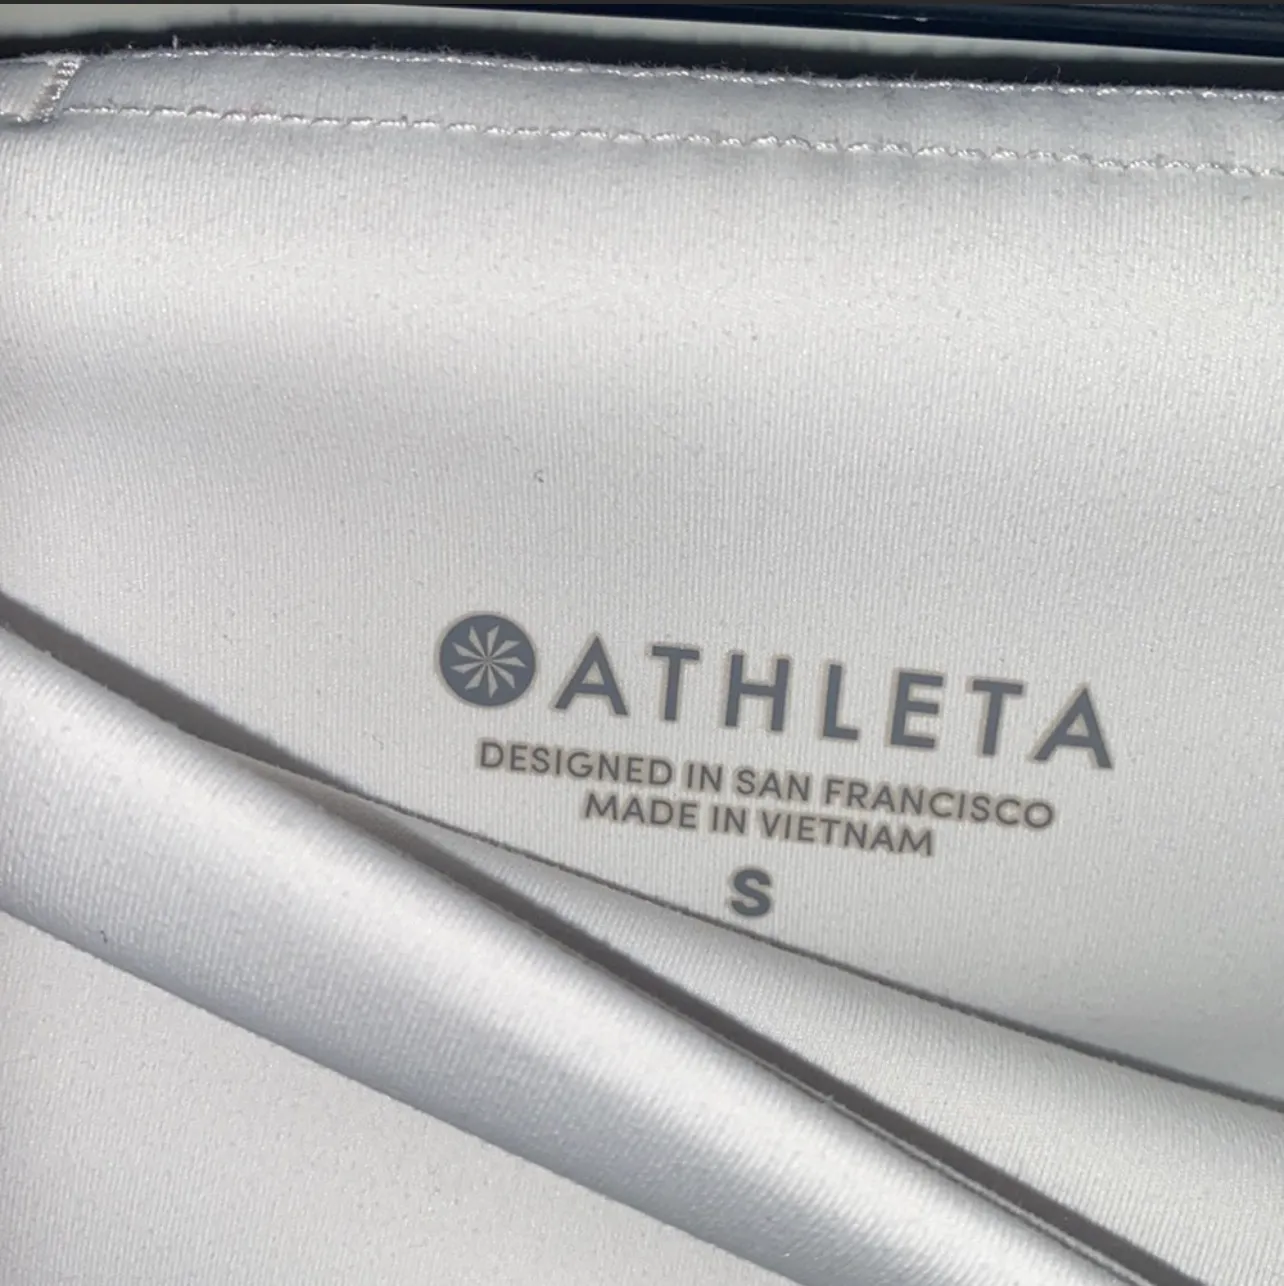 ATHLETA
DESIGNED IN SAN FRANCISCO
MADE IN VIETNAM
S